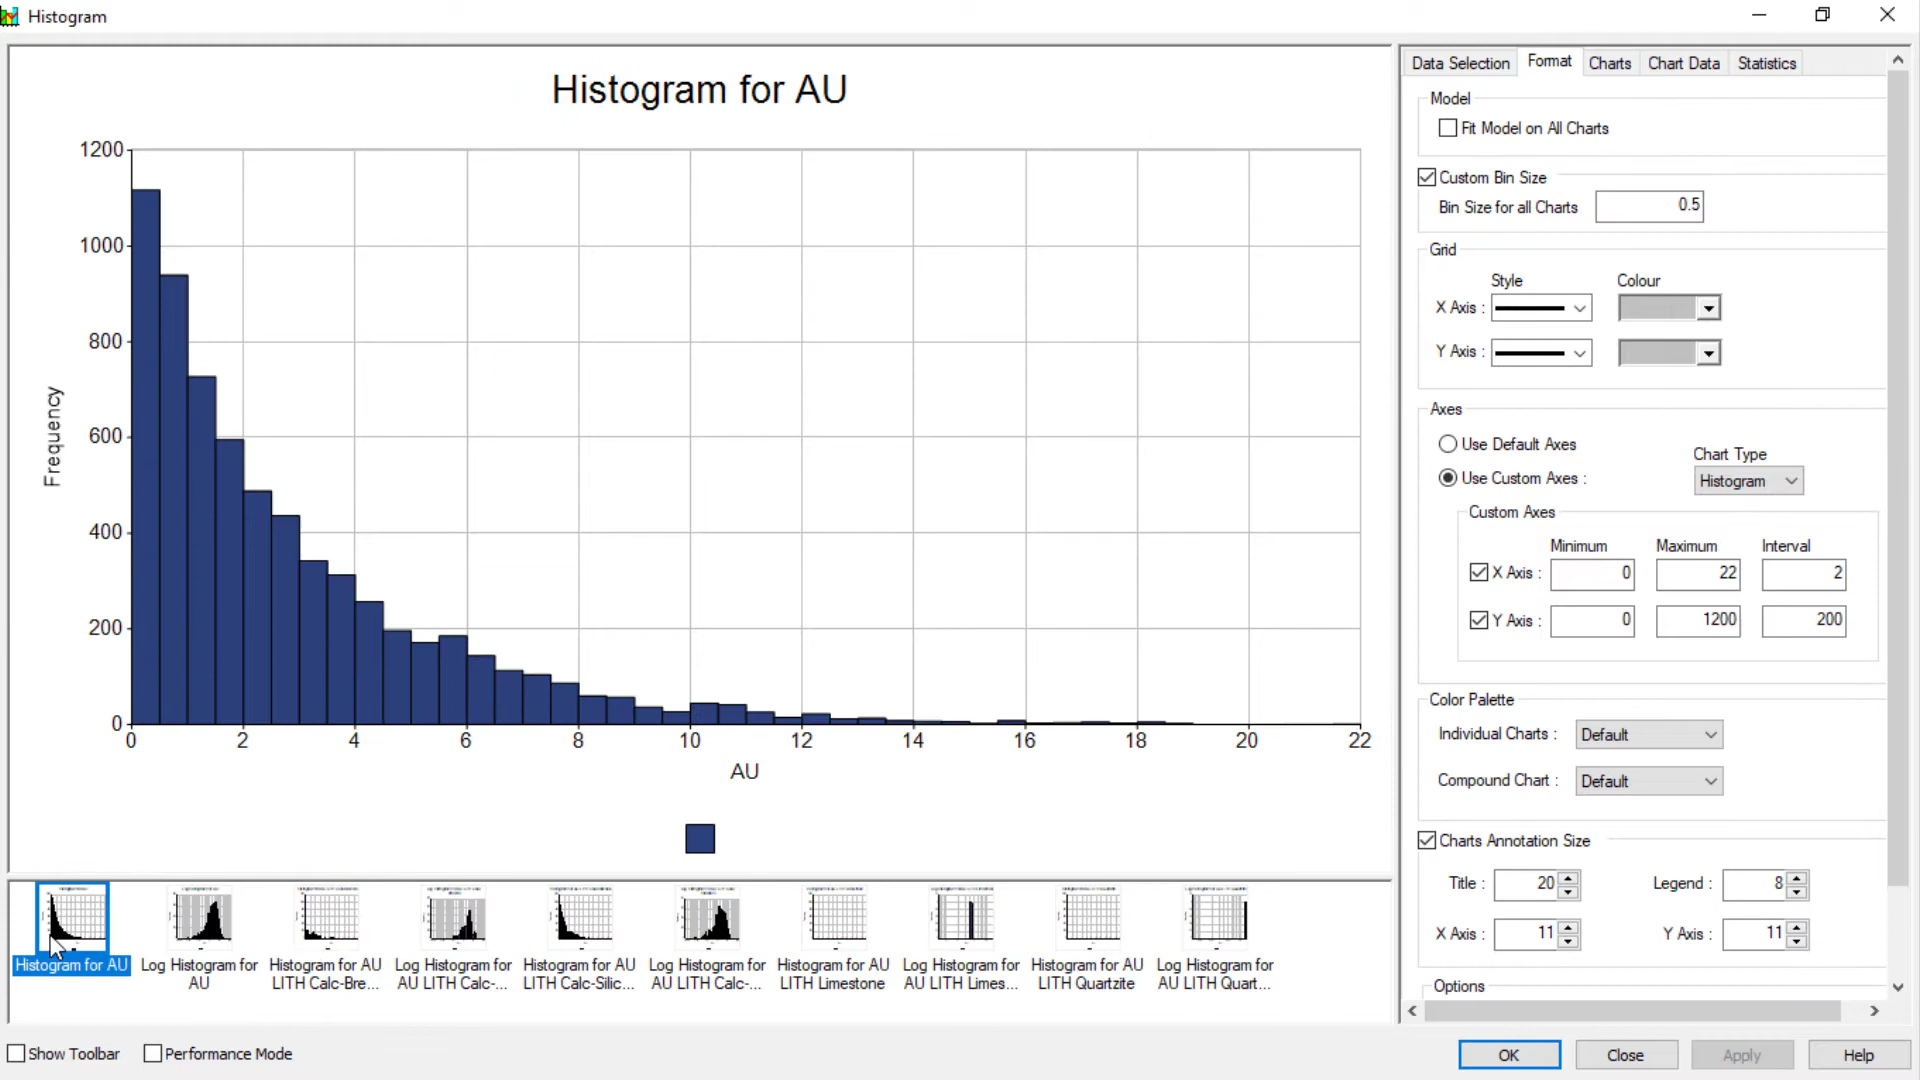 Histogram
Histogram for AU
1200
1000
800
600
400
200
0
Frequency
0 2 4 6 8 10 12 14 16 18 20 22
AU
Histogram for AU
Log Histogram for AU
Histogram for AU LITH Calc-Bre...
Log Histogram for AU LITH Calc-...
Histogram for AU LITH Calc-Silic...
Log Histogram for AU LITH Calc-...
Histogram for AU LITH Limestone
Log Histogram for AU LITH Limes...
Histogram for AU LITH Quartzite
Log Histogram for AU LITH Quart...
Show Toolbar Performance Mode
Data Selection Format Charts Chart Data Statistics
Model
Fit Model on All Charts
Custom Bin Size
Bin Size for all Charts 0.5
Grid
Style Colour
X Axis :
Y Axis :
Axes
Use Default Axes
Chart Type
Use Custom Axes : Histogram
Custom Axes
Minimum Maximum Interval
X Axis : 0 22 2
Y Axis : 0 1200 200
Color Palette
Individual Charts : Default
Compound Chart : Default
Charts Annotation Size
Title : 20 Legend : 8
X Axis : 11 Y Axis : 11
Options
OK Close Apply Help